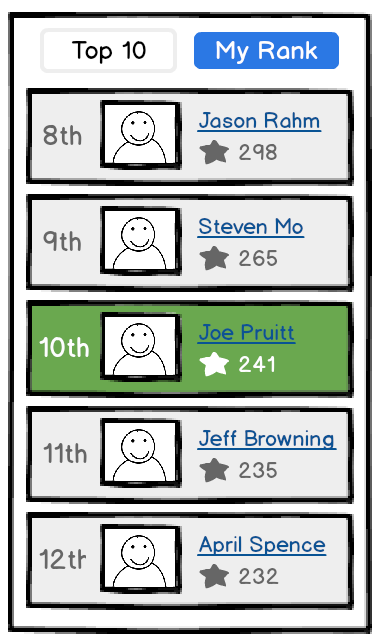 Top 10
My Rank
8th
Jason Rahm
298
9th
Steven Mo
265
10th
Joe Pruitt
241
11th
Jeff Browning
235
12th
April Spence
232